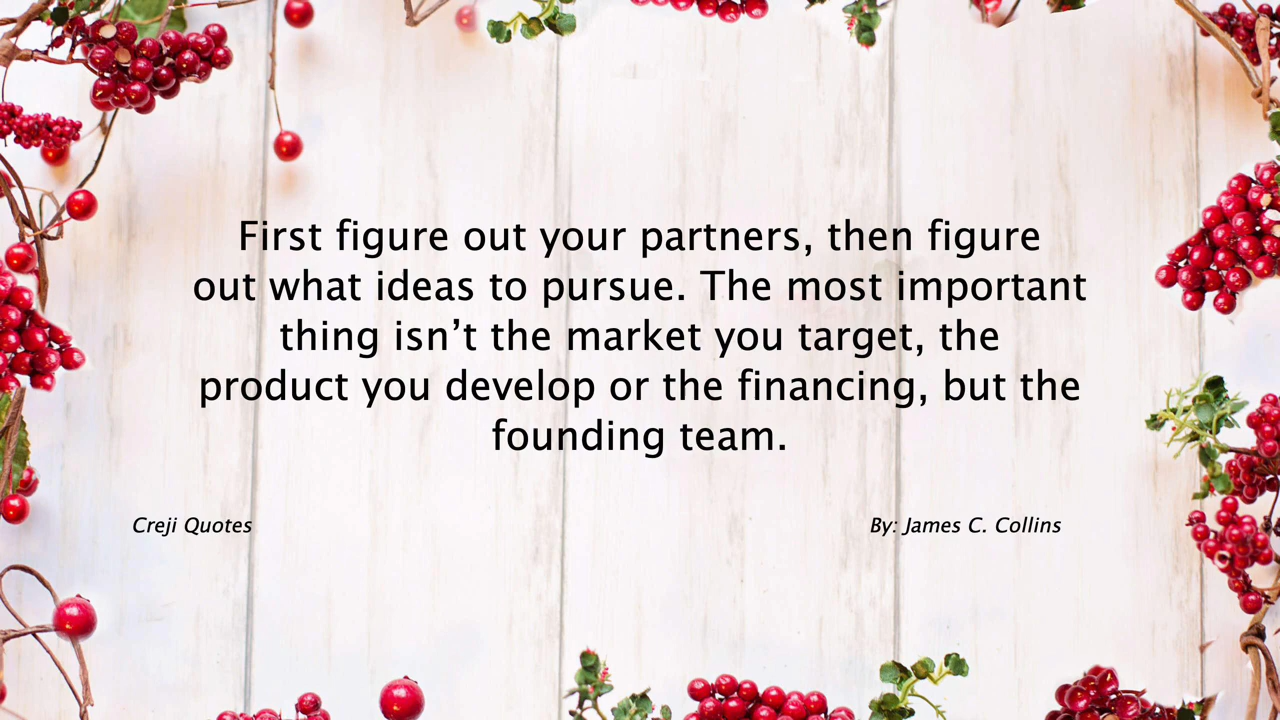 First figure out your partners, then figure
out what ideas to pursue. The most important
thing isn’t the market you target, the
product you develop or the financing, but the
founding team.
Creji Quotes
By: James C. Collins